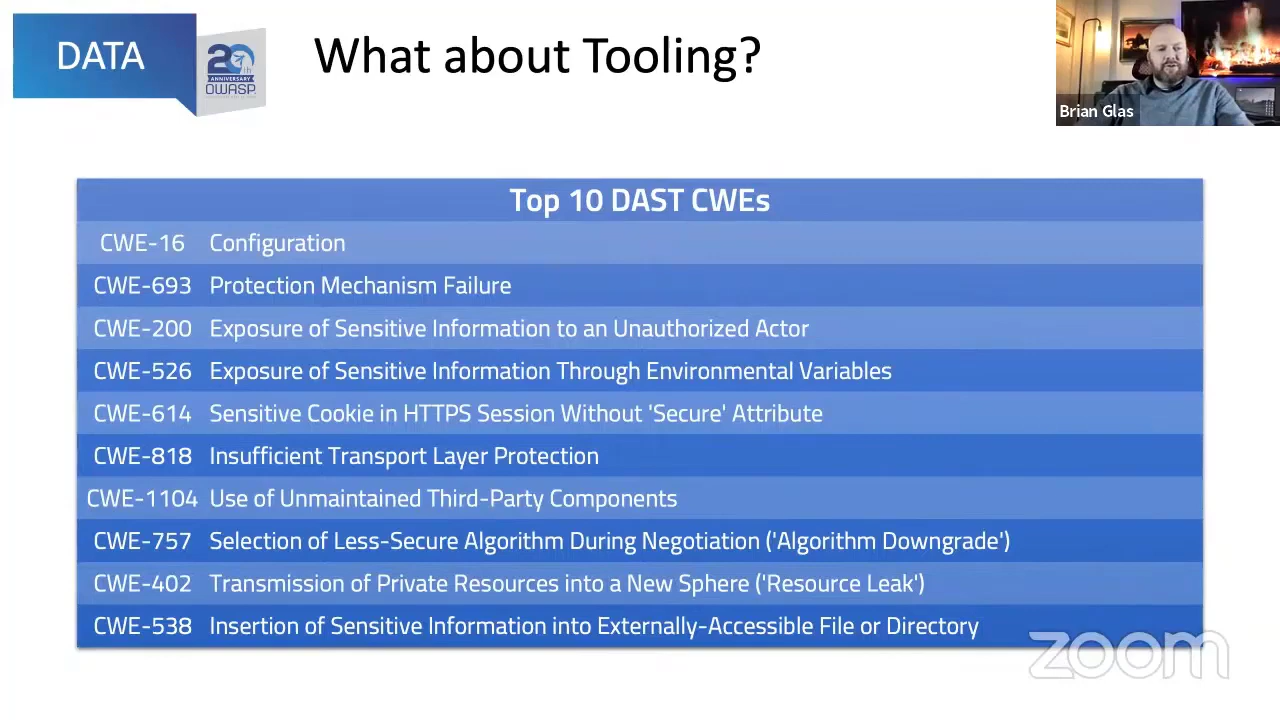 DATA
20th
ANNIVERSARY
OWASP
What about Tooling?
Brian Glas
Top 10 DAST CWEs
CWE-16 Configuration
CWE-693 Protection Mechanism Failure
CWE-200 Exposure of Sensitive Information to an Unauthorized Actor
CWE-526 Exposure of Sensitive Information Through Environmental Variables
CWE-614 Sensitive Cookie in HTTPS Session Without 'Secure' Attribute
CWE-818 Insufficient Transport Layer Protection
CWE-1104 Use of Unmaintained Third-Party Components
CWE-757 Selection of Less-Secure Algorithm During Negotiation ('Algorithm Downgrade')
CWE-402 Transmission of Private Resources into a New Sphere ('Resource Leak')
CWE-538 Insertion of Sensitive Information into Externally-Accessible File or Directory
zoom